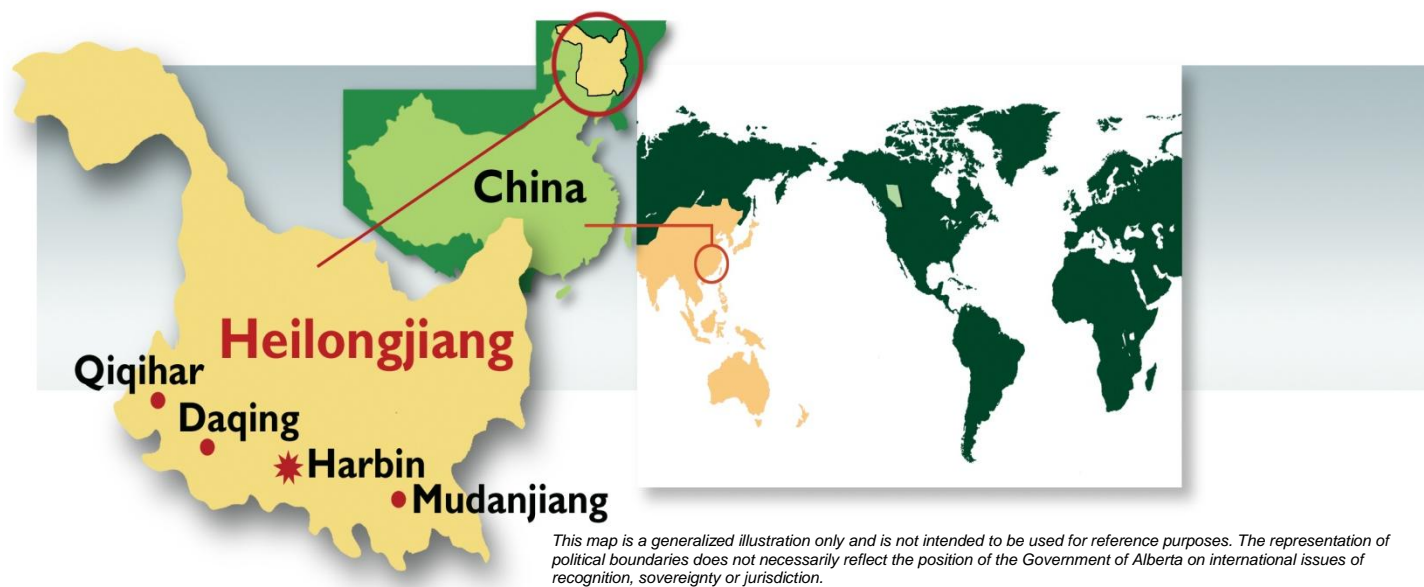 China
Heilongjiang
Qiqihar
Daqing
Harbin
Mudanjiang
This map is a generalized illustration only and is not intended to be used for reference purposes. The representation of
political boundaries does not necessarily reflect the position of the Government of Alberta on international issues of
recognition, sovereignty or jurisdiction.